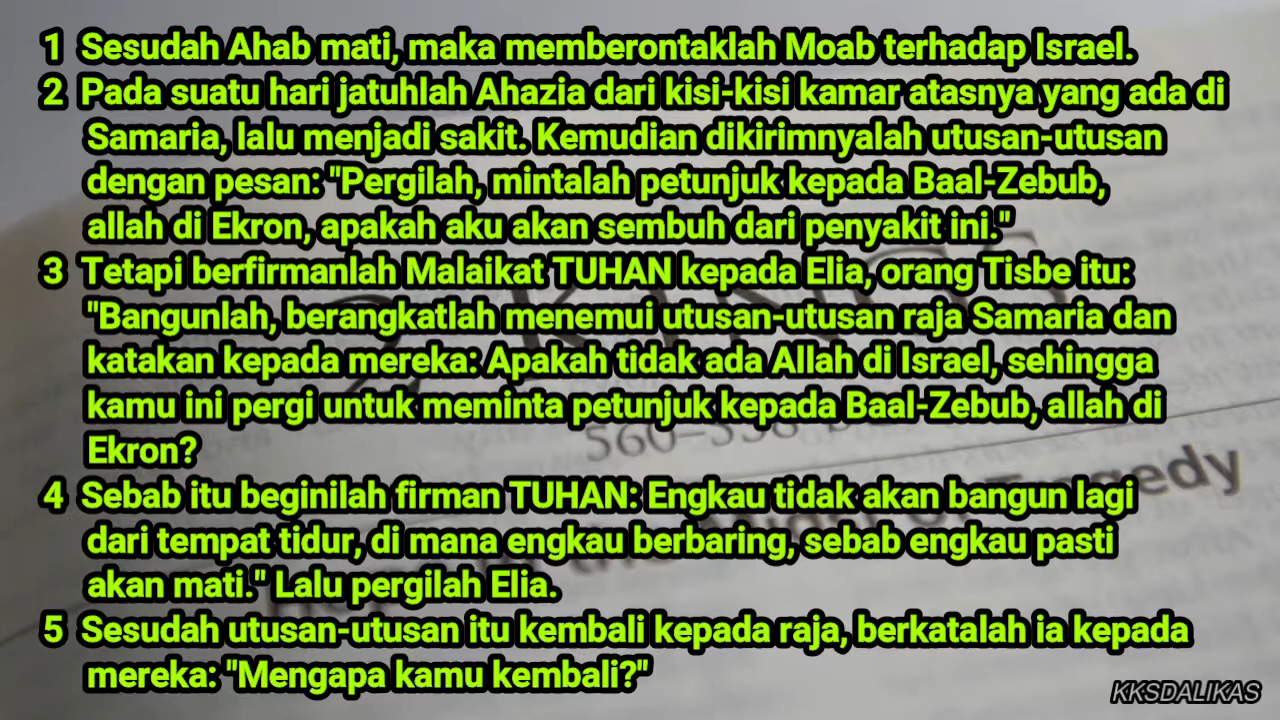 1 Sesudah Ahab mati, maka memberontaklah Moab terhadap Israel.
2 Pada suatu hari jatuhlah Ahazia dari kisi-kisi kamar atasnya yang ada di
Samaria, lalu menjadi sakit. Kemudian dikirimnyalah utusan-utusan
dengan pesan: "Pergilah, mintalah petunjuk kepada Baal-Zebub,
allah di Ekron, apakah aku akan sembuh dari penyakit ini."
3 Tetapi berfirmanlah Malaikat TUHAN kepada Elia, orang Tisbe itu:
"Bangunlah, berangkatlah menemui utusan-utusan raja Samaria dan
katakan kepada mereka: Apakah tidak ada Allah di Israel, sehingga
kamu ini pergi untuk meminta petunjuk kepada Baal-Zebub, allah di
Ekron?
4 Sebab itu beginilah firman TUHAN: Engkau tidak akan bangun lagi
dari tempat tidur, di mana engkau berbaring, sebab engkau pasti
akan mati." Lalu pergilah Elia.
5 Sesudah utusan-utusan itu kembali kepada raja, berkatalah ia kepada
mereka: "Mengapa kamu kembali?"
KKSDALIKAS